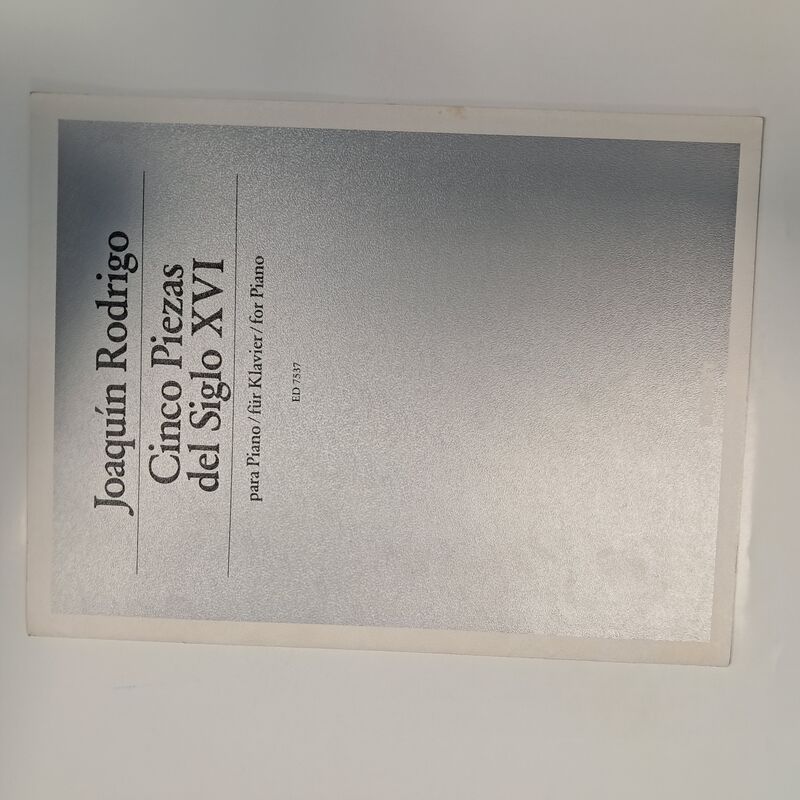 Joaquín Rodrigo
Cinco Piezas
del Siglo XVI
para Piano/für Klavier/for Piano
ED 7537